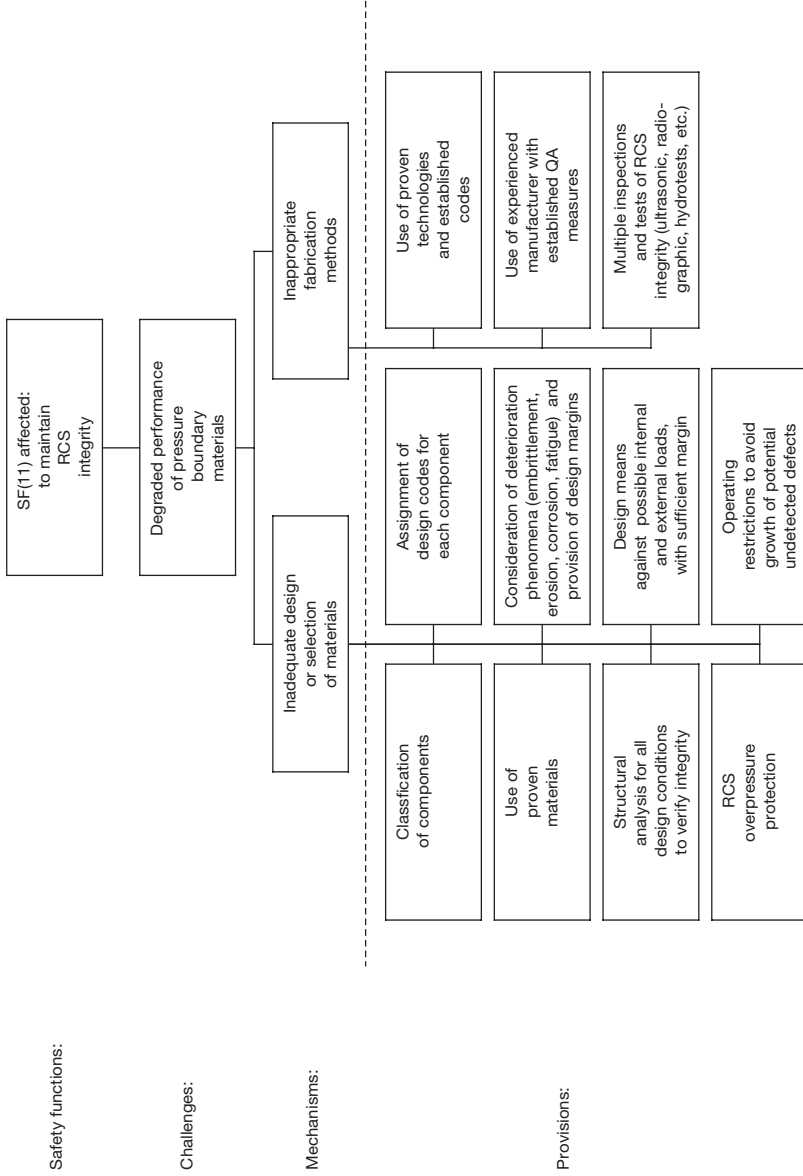 Safety functions:
SF(11) affected:
to maintain
RCS
integrity
Challenges:
Degraded performance
of pressure
boundary
materials
Mechanisms:
Inadequate design
or selection
of materials
Inappropriate
fabrication
methods
Provisions:
Classfication
of components
Assignment of
design codes for
each component
Use of proven
technologies
and established
codes
Use of
proven
materials
Consideration of deterioration
phenomena (embrittlement,
erosion, corrosion, fatigue) and
provision of design margins
Use of experienced
manufacturer with
established QA
measures
Structural
analysis for all
design conditions
to verify integrity
Design means
against possible internal
and external loads,
with sufficient margin
Multiple inspections
and tests of RCS
integrity (ultrasonic, radio-
graphic, hydrotests, etc.)
RCS
overpressure
protection
Operating
restrictions to avoid
growth of potential
undetected defects